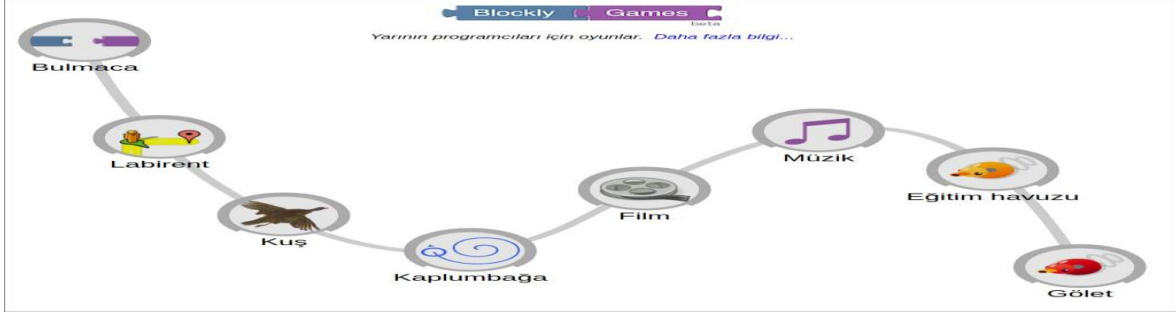 Blockly Games
beta
Yarının programcıları için oyunlar. Daha fazla bilgi...
Bulmaca
Labirent
Kuş
Kaplumbağa
Film
Müzik
Eğitim havuzu
Gölet